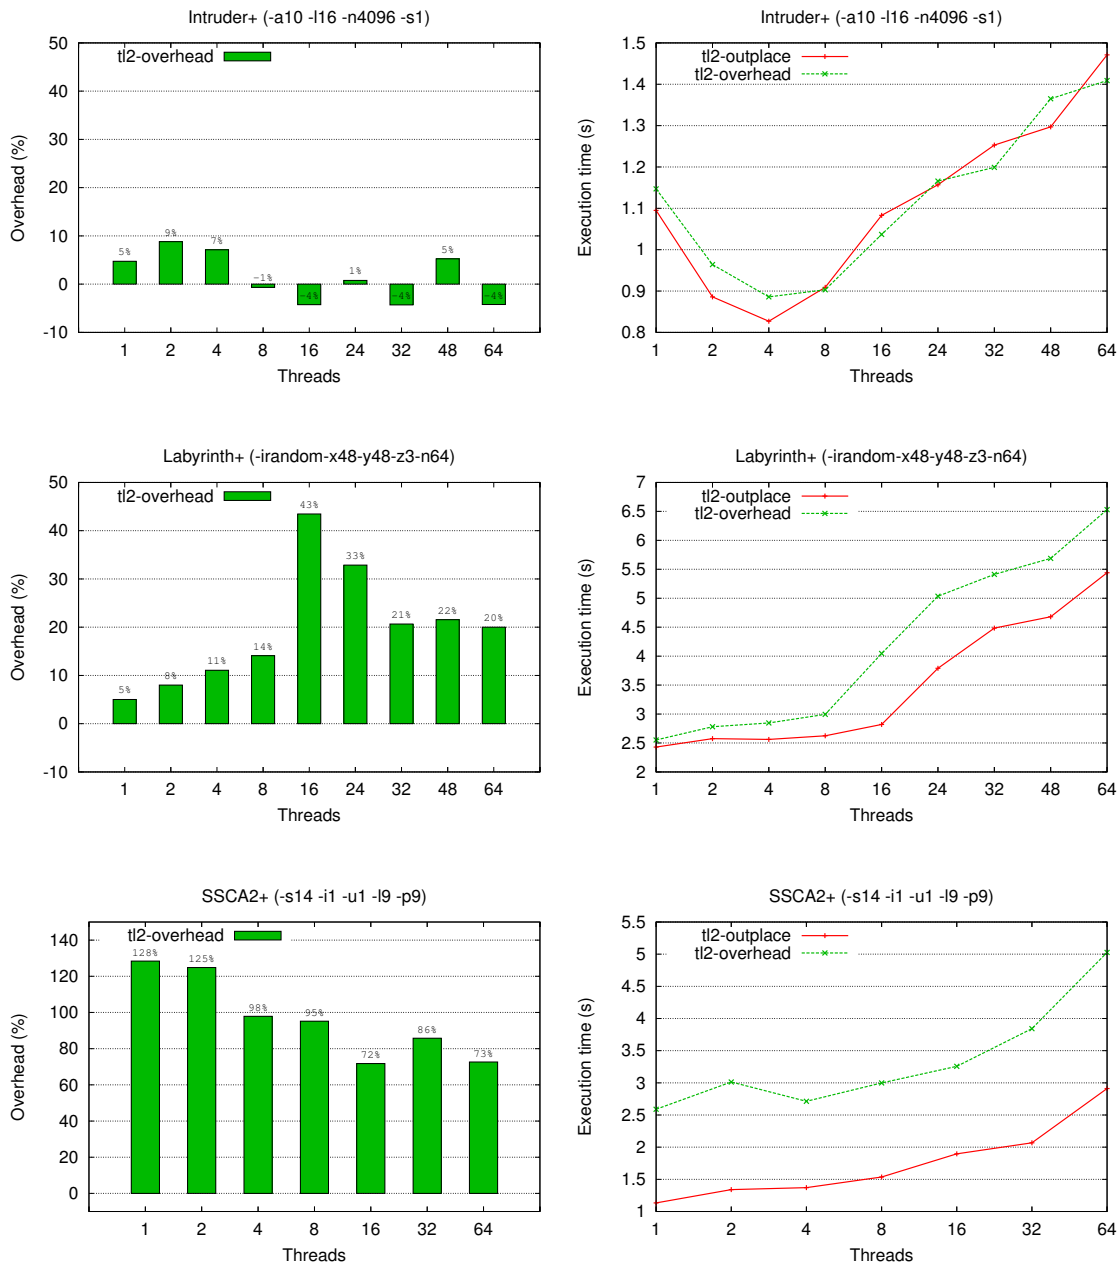 Intruder+ (-a10 -l16 -n4096 -s1)
50
40
30
20
10
0
-10
Overhead (%)
tl2-overhead
5%
9%
7%
−1%
−4%
1%
−4%
5%
−4%
1 2 4 8 16 24 32 48 64
Threads
Intruder+ (-a10 -l16 -n4096 -s1)
1.5
1.4
1.3
1.2
1.1
1
0.9
0.8
Execution time (s)
tl2-outplace
tl2-overhead
1 2 4 8 16 24 32 48 64
Threads
Labyrinth+ (-irandom-x48-y48-z3-n64)
50
40
30
20
10
0
-10
Overhead (%)
tl2-overhead
5%
8%
11%
14%
43%
33%
21%
22%
20%
1 2 4 8 16 24 32 48 64
Threads
Labyrinth+ (-irandom-x48-y48-z3-n64)
7
6.5
6
5.5
5
4.5
4
3.5
3
2.5
2
Execution time (s)
tl2-outplace
tl2-overhead
1 2 4 8 16 24 32 48 64
Threads
SSCA2+ (-s14 -i1 -u1 -l9 -p9)
140
120
100
80
60
40
20
0
Overhead (%)
tl2-overhead
128%
125%
98%
95%
72%
86%
73%
1 2 4 8 16 32 64
Threads
SSCA2+ (-s14 -i1 -u1 -l9 -p9)
5.5
5
4.5
4
3.5
3
2.5
2
1.5
1
Execution time (s)
tl2-outplace
tl2-overhead
1 2 4 8 16 32 64
Threads